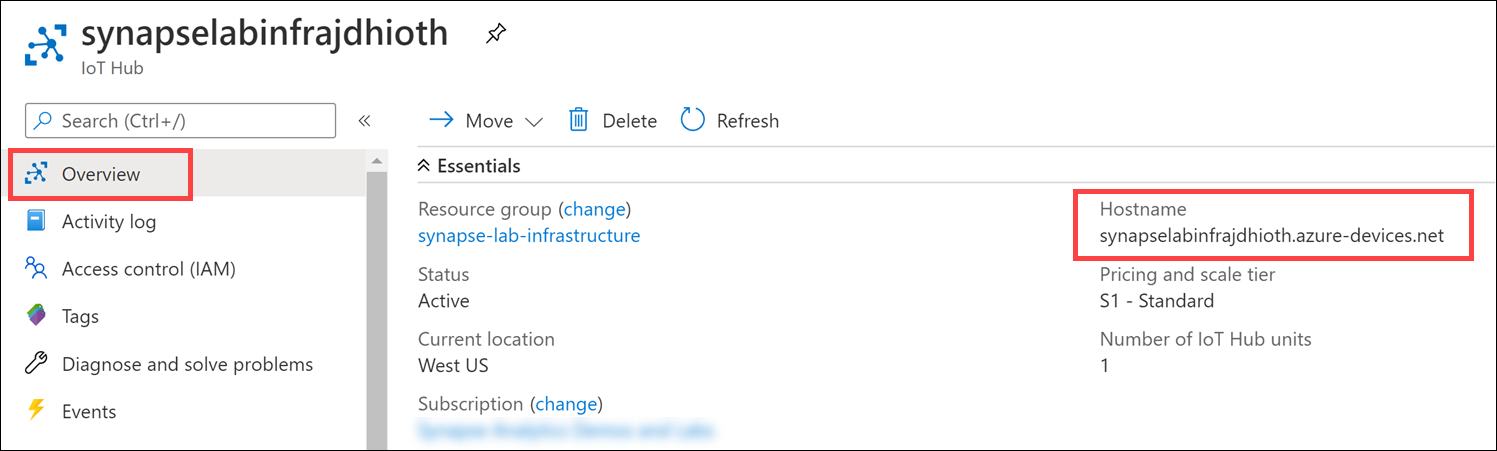 synapselabinfrajdhioth
IoT Hub
Search (Ctrl+/)
«
Overview
Activity log
Access control (IAM)
Tags
Diagnose and solve problems
Events
Move
Delete
Refresh
Essentials
Resource group (change)
synapse-lab-infrastructure
Status
Active
Current location
West US
Subscription (change)
Hostname
synapselabinfrajdhioth.azure-devices.net
Pricing and scale tier
S1 - Standard
Number of IoT Hub units
1